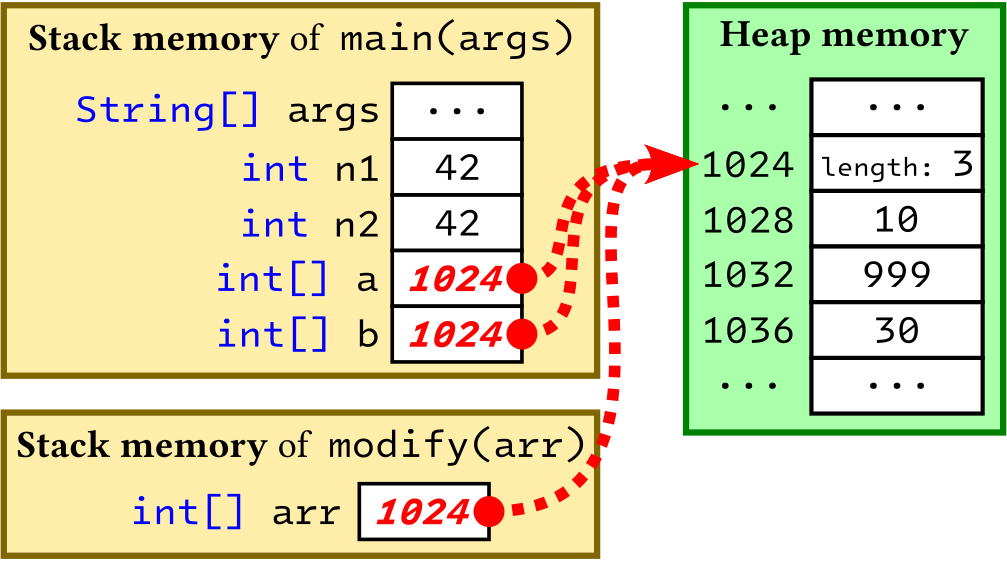 Stack memory of main(args)
String[] args ...
int n1 42
int n2 42
int[] a 1024
int[] b 1024
Stack memory of modify(arr)
int[] arr 1024
Heap memory
... ...
1024 length: 3
1028 10
1032 999
1036 30
... ...